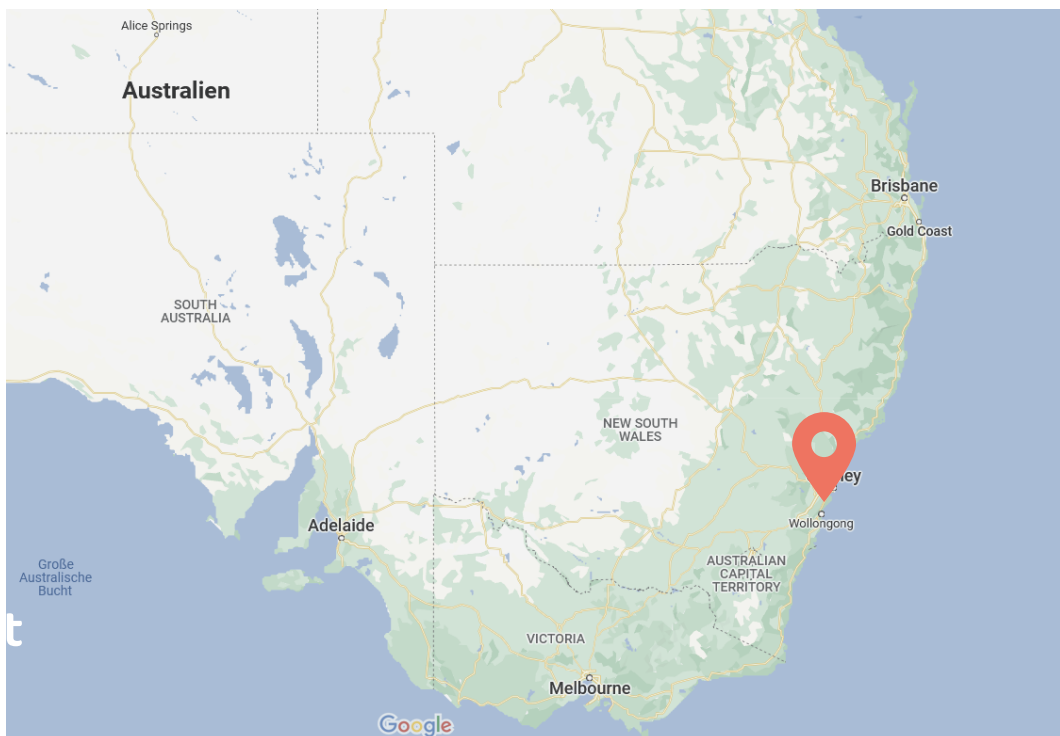 Alice Springs
Australien
Brisbane
Gold Coast
SOUTH
AUSTRALIA
NEW SOUTH
WALES
ney
Wollongong
Adelaide
AUSTRALIAN
CAPITAL
TERRITORY
Große
Australische
Bucht
t
VICTORIA
Melbourne
Google